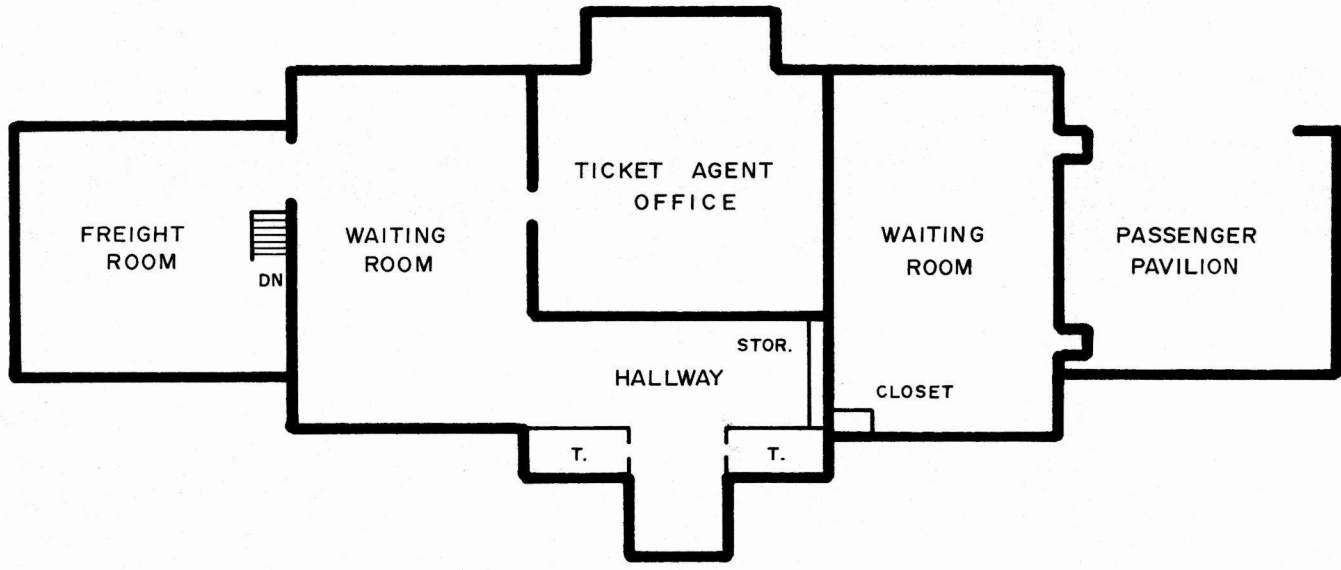 TICKET AGENT
OFFICE
FREIGHT
ROOM
DN
WAITING
ROOM
WAITING
ROOM
PASSENGER
PAVILION
STOR.
HALLWAY
CLOSET
T.
T.